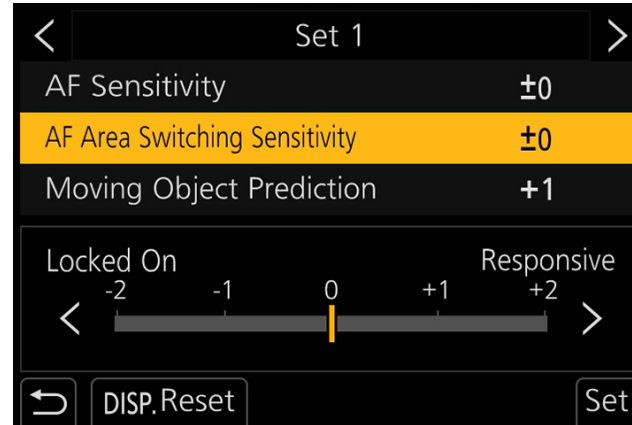 Set 1
AF Sensitivity ±0
AF Area Switching Sensitivity ±0
Moving Object Prediction +1
Locked On Responsive
-2 -1 0 +1 +2
DISP. Reset Set